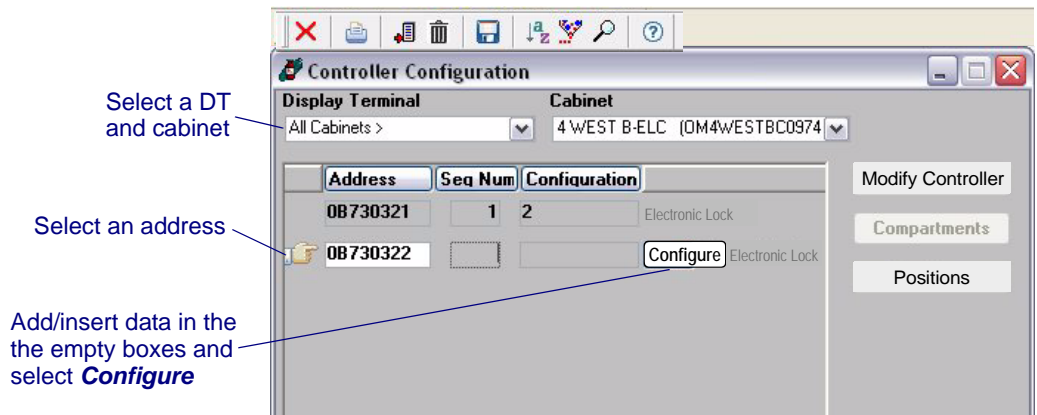 Controller Configuration
Select a DT
and cabinet
Display Terminal Cabinet
All Cabinets > 4 WEST B-ELC (OM4WESTBC0974
Address Seq Num Configuration
Modify Controller
Select an address
0B730321 1 2 Electronic Lock
Compartments
0B730322 Configure Electronic Lock
Positions
Add/insert data in the
the empty boxes and
select Configure